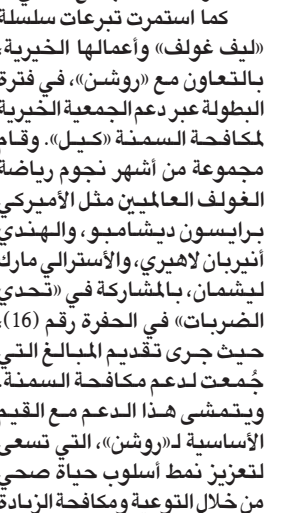 كما استمرت تبرعات سلسلة
«ليف غولف» وأعمالها الخيرية،
بالتعاون مع «روشن»، في فترة
البطولة عبر دعم الجمعية الخيرية
لمكافحة السمنة «كيل». وقام
مجموعة من أشهر نجوم رياضة
الغولف العالميين مثل الأميركي
برايسون ديشامبو، والهندي
أنيربان لاهيري، والأسترالي مارك
ليشمان، بالمشاركة في «تحدي
الضربات» في الحفرة رقم (16)،
حيث جرى تقديم المبالغ التي
جُمعت لدعم مكافحة السمنة.
ويتمشى هذا الدعم مع القيم
الأساسية لـ«روشن»، التي تسعى
لتعزيز نمط أسلوب حياة صحي
من خلال التوعية ومكافحة الزيادة